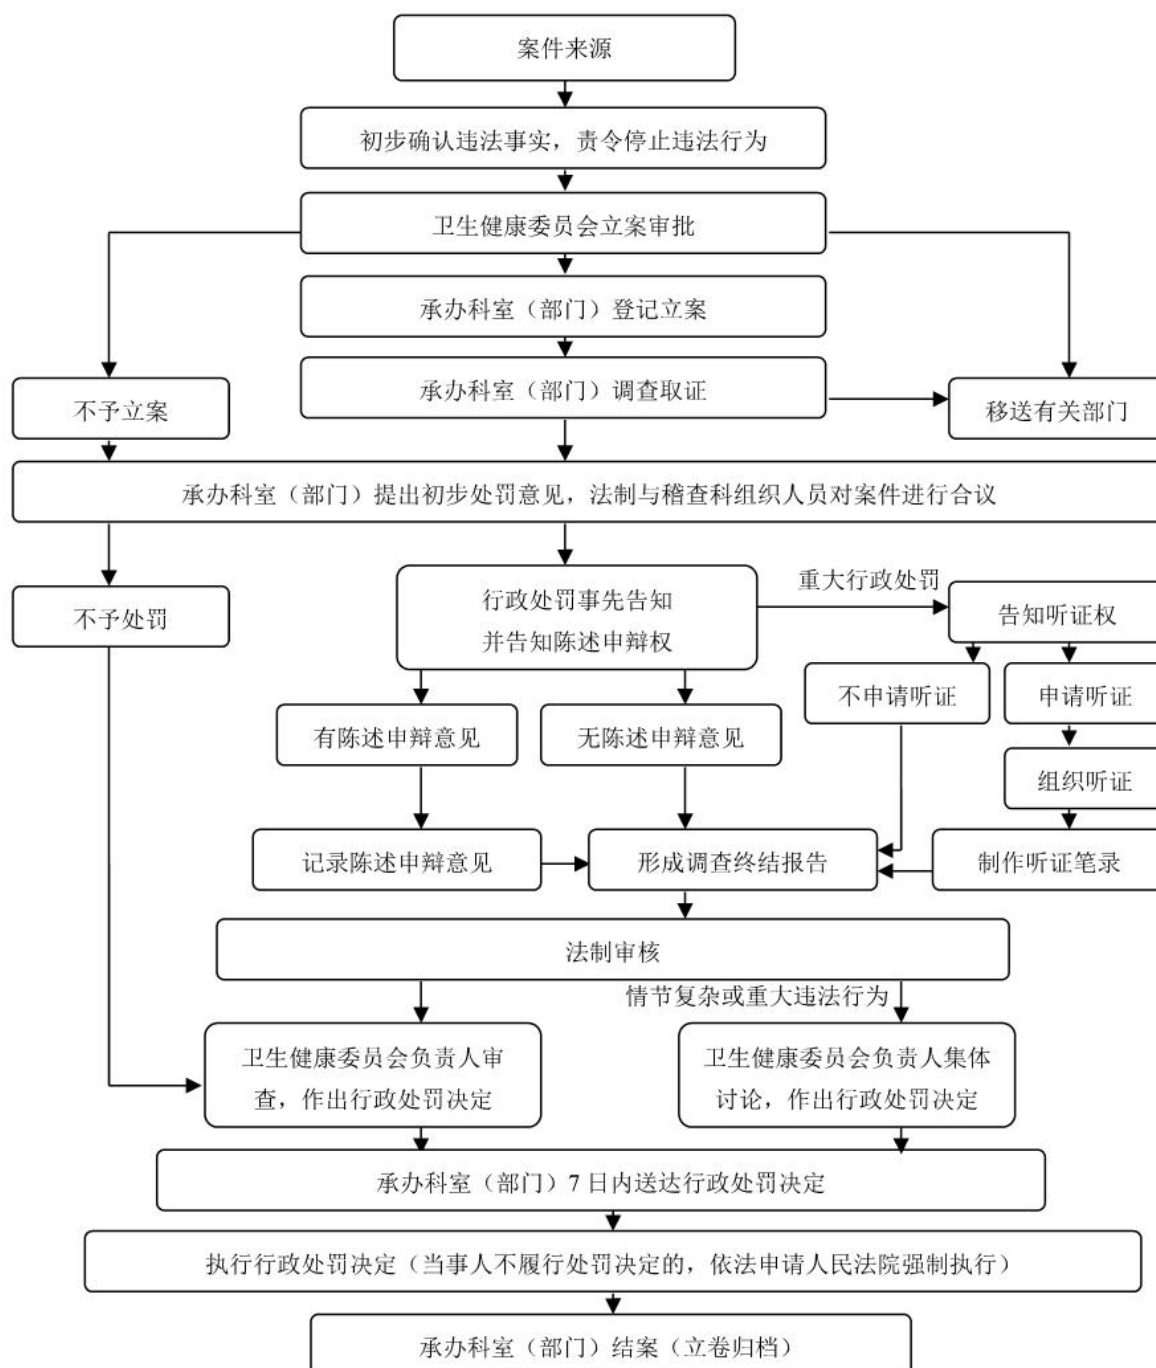 案件来源
初步确认违法事实，责令停止违法行为
卫生健康委员会立案审批
承办科室（部门）登记立案
承办科室（部门）调查取证
不予立案
移送有关部门
承办科室（部门）提出初步处罚意见，法制与稽查科组织人员对案件进行合议
重大行政处罚
行政处罚事先告知
并告知陈述申辩权
不予处罚
告知听证权
不申请听证
申请听证
有陈述申辩意见
无陈述申辩意见
组织听证
记录陈述申辩意见
形成调查终结报告
制作听证笔录
法制审核
情节复杂或重大违法行为
卫生健康委员会负责人审
查，作出行政处罚决定
卫生健康委员会负责人集体
讨论，作出行政处罚决定
承办科室（部门）7 日内送达行政处罚决定
执行行政处罚决定（当事人不履行处罚决定的，依法申请人民法院强制执行）
承办科室（部门）结案（立卷归档）